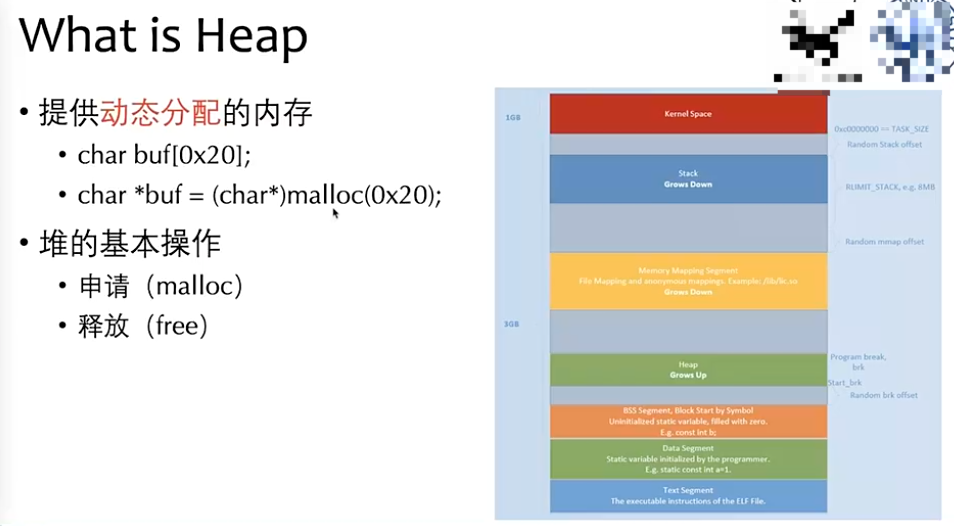 What is Heap
• 提供动态分配的内存
• char buf[0x20];
• char *buf = (char*)malloc(0x20);
• 堆的基本操作
• 申请（malloc）
• 释放（free）
1GB
3GB
Kernel Space
Stack
Grows Down
Memory Mapping Segment
File Mapping and anonymous mappings. Example: /lib/lic.so
Grows Down
Heap
Grows Up
BSS Segment, Block Start by Symbol
Uninitialized static variable, filled with zero.
E.g. const int b;
Data Segment
Static variable initialized by the programmer.
E.g. static const int a=1.
Text Segment
The executable instructions of the ELF File.
0xc0000000 == TASK_SIZE
Random Stack offset
RLIMIT_STACK, e.g. 8MB
Random mmap offset
Program break,
brk
Start_brk
Random brk offset